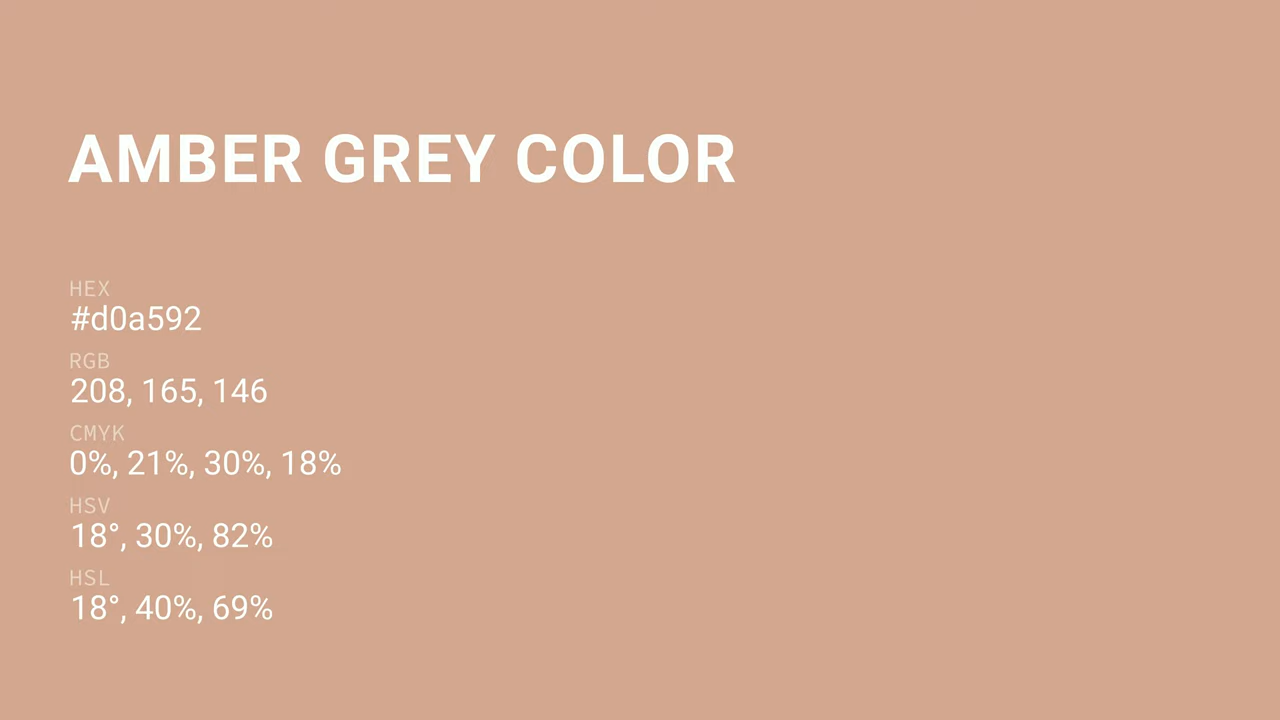 AMBER GREY COLOR
HEX
#d0a592
RGB
208, 165, 146
CMYK
0%, 21%, 30%, 18%
HSV
18°, 30%, 82%
HSL
18°, 40%, 69%